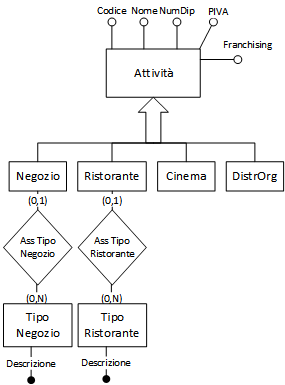 Codice Nome NumDip PIVA
Franchising
Attività
Negozio Ristorante Cinema DistrOrg
(0,1) (0,1)
Ass Tipo Ass Tipo
Negozio Ristorante
(0,N) (0,N)
Tipo Tipo
Negozio Ristorante
Descrizione Descrizione